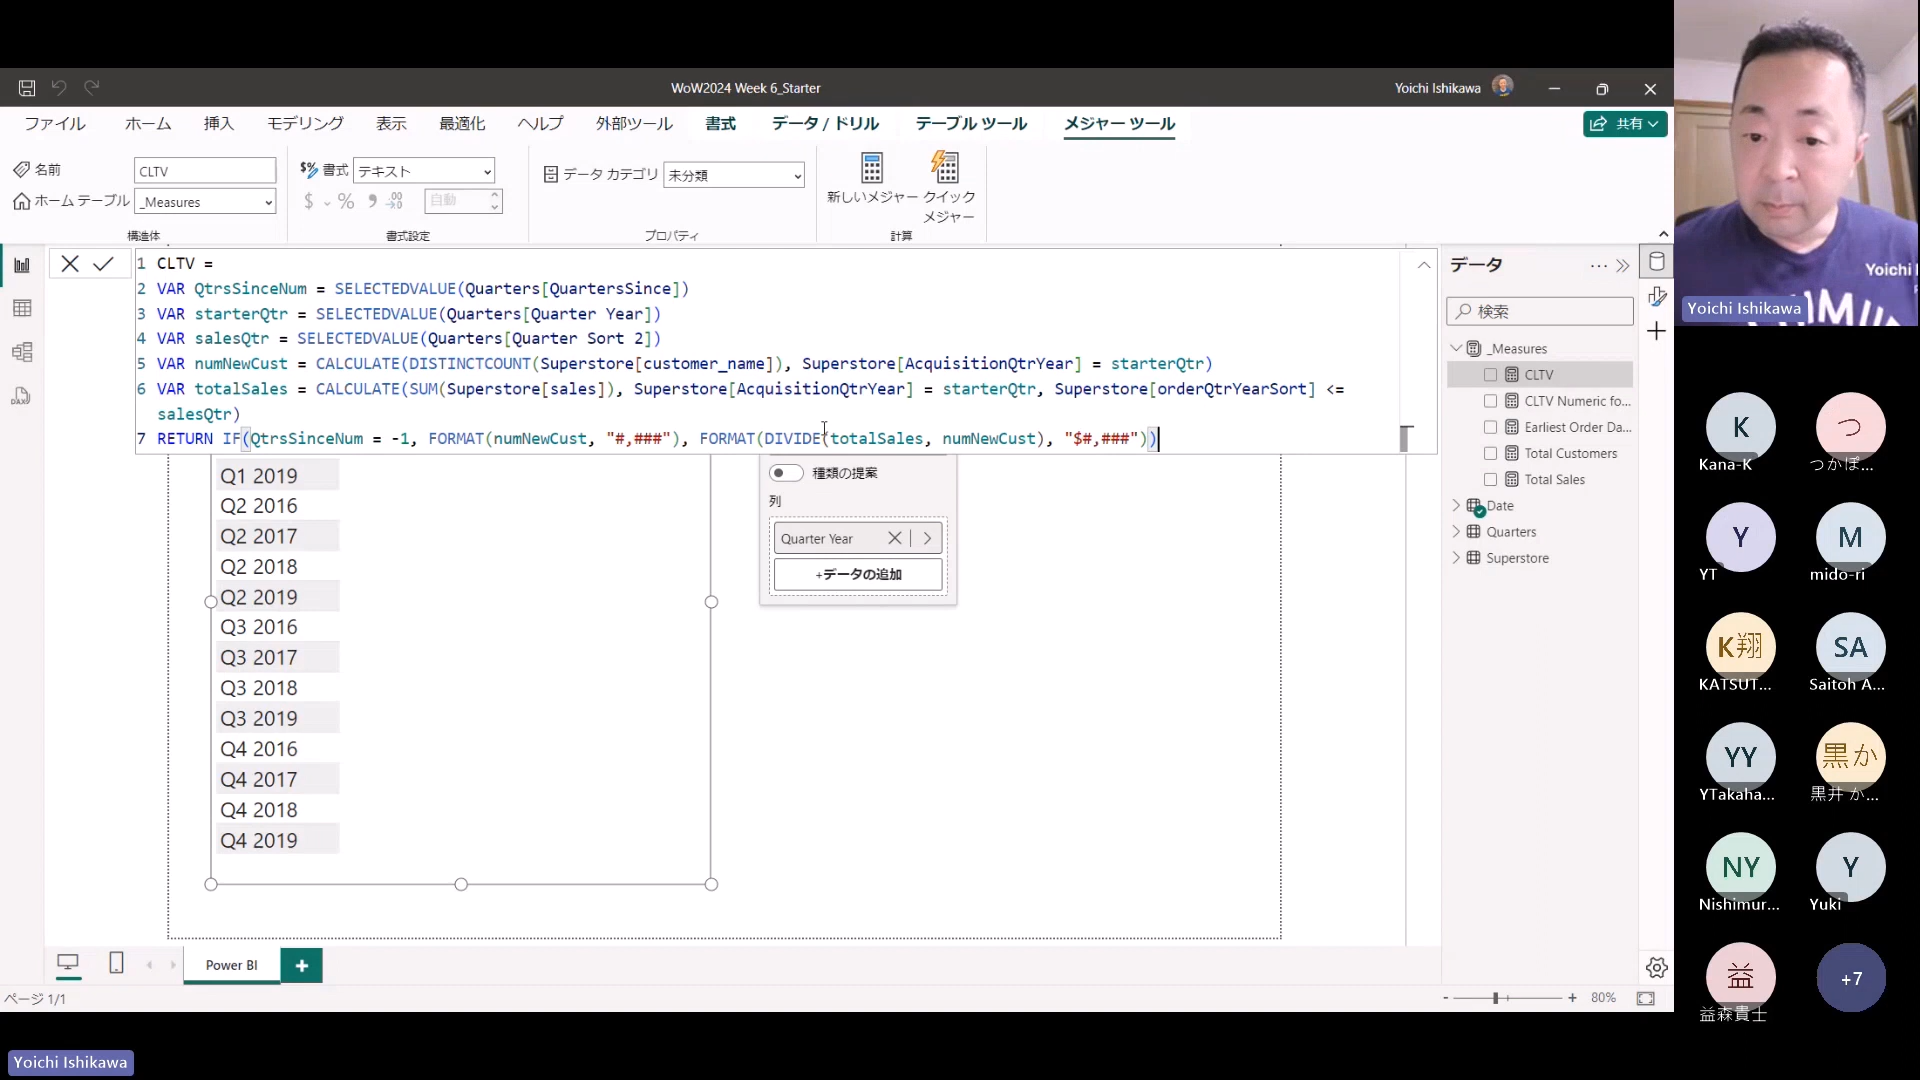 WoW2024 Week 6_Starter
Yoichi Ishikawa
ファイル ホーム 挿入 モデリング 表示 最適化 ヘルプ 外部ツール 書式 データ / ドリル テーブル ツール メジャー ツール
共有
名前 CLTV
ホーム テーブル _Measures
構造体
書式 テキスト
$ % 自動
書式設定
データ カテゴリ 未分類
プロパティ
新しいメジャー クイック
メジャー
計算
1 CLTV =
2 VAR QtrsSinceNum = SELECTEDVALUE(Quarters[QuartersSince])
3 VAR starterQtr = SELECTEDVALUE(Quarters[Quarter Year])
4 VAR salesQtr = SELECTEDVALUE(Quarters[Quarter Sort 2])
5 VAR numNewCust = CALCULATE(DISTINCTCOUNT(Superstore[customer_name]), Superstore[AcquisitionQtrYear] = starterQtr)
6 VAR totalSales = CALCULATE(SUM(Superstore[sales]), Superstore[AcquisitionQtrYear] = starterQtr, Superstore[orderQtrYearSort] <=
salesQtr)
7 RETURN IF(QtrsSinceNum = -1, FORMAT(numNewCust, "#,###"), FORMAT(DIVIDE(totalSales, numNewCust), "$#,###"))
Q1 2019
Q2 2016
Q2 2017
Q2 2018
Q2 2019
Q3 2016
Q3 2017
Q3 2018
Q3 2019
Q4 2016
Q4 2017
Q4 2018
Q4 2019
種類の提案
列
Quarter Year
+データの追加
データ
検索
_Measures
CLTV
CLTV Numeric fo...
Earliest Order Da...
Total Customers
Total Sales
Date
Quarters
Superstore
Power BI
ページ 1/1
- + 80%
Yoichi
Yoichi Ishikawa
K
Kana-K
つ
つかぽ...
Y
YT
M
mido-ri
K翔
KATSUT...
SA
Saitoh A...
YY
YTakaha...
黒か
黒井 か...
NY
Nishimur...
Y
Yuki
益
益森貴士
+7
Yoichi Ishikawa